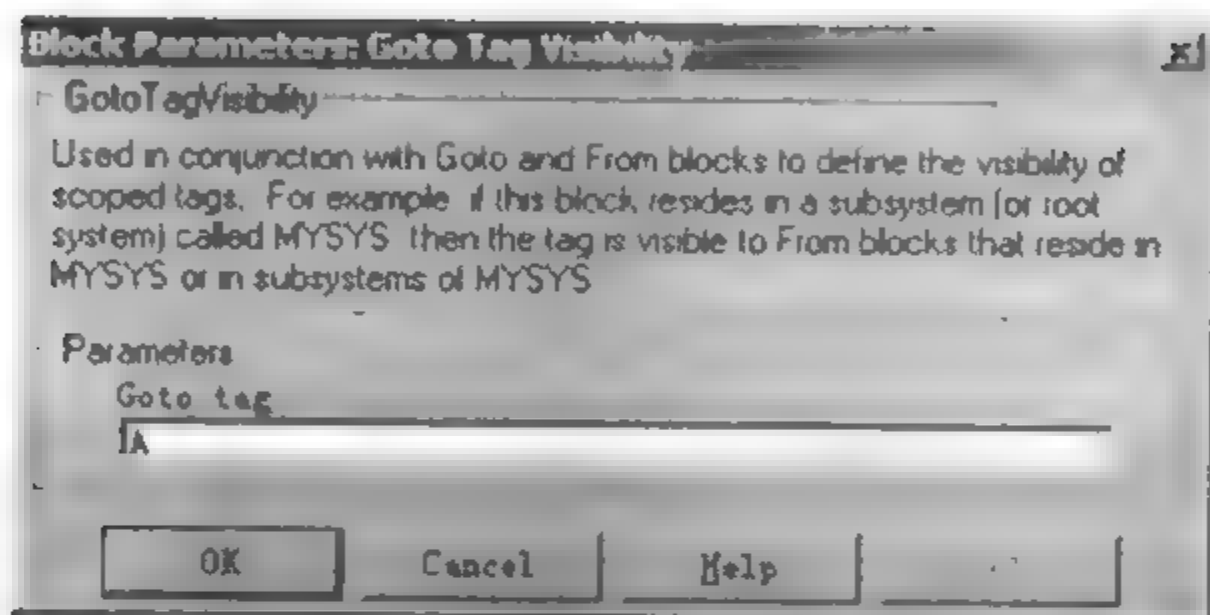 Block Parameters: Goto Tag Visibility
GotoTagVisibility
Used in conjunction with Goto and From blocks to define the visibility of
scoped tags. For example if this block resides in a subsystem (or root
system) called MYSYS then the tag is visible to From blocks that reside in
MYSYS or in subsystems of MYSYS
Parameters
Goto tag
A
OK Cancel Help